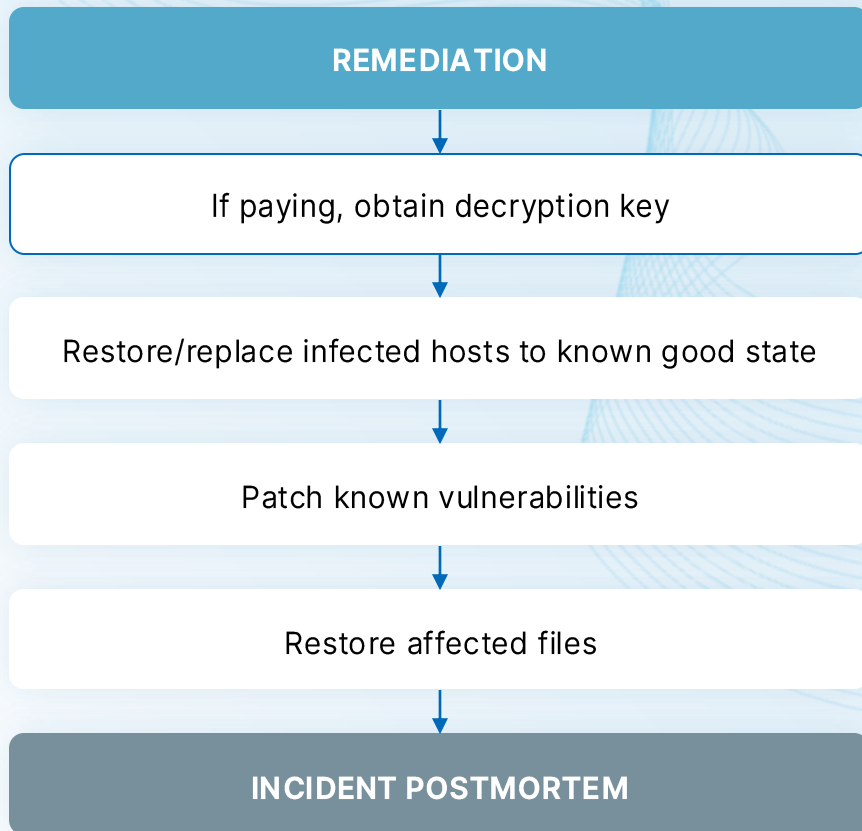 REMEDIATION
If paying, obtain decryption key
Restore/replace infected hosts to known good state
Patch known vulnerabilities
Restore affected files
INCIDENT POSTMORTEM